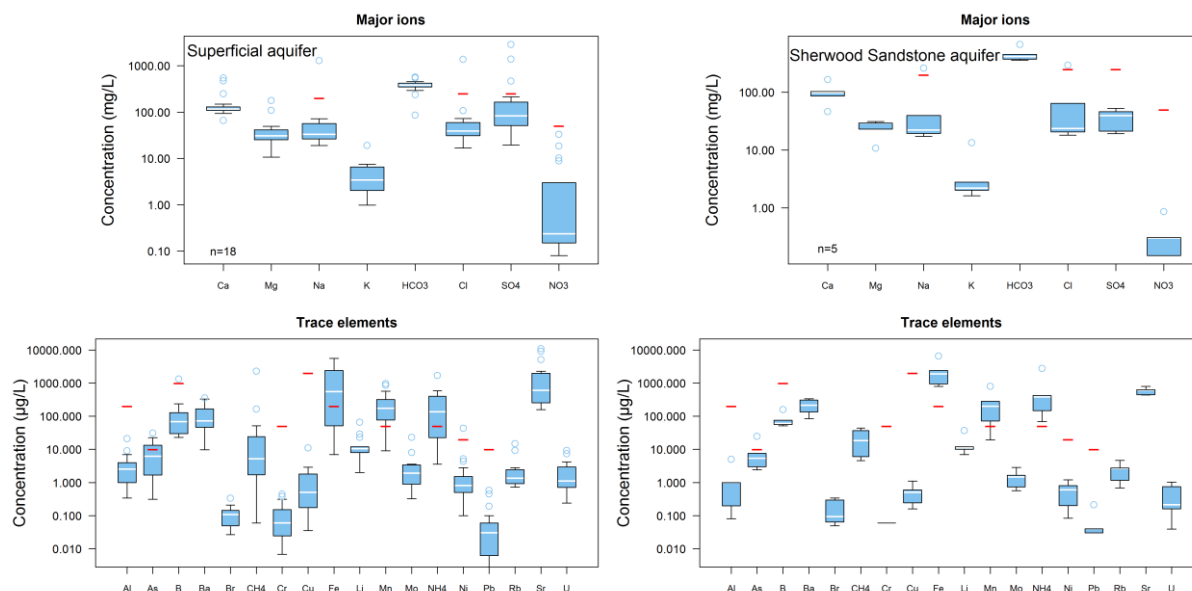 Major ions
Superficial aquifer
Concentration (mg/L)
1000.00
100.00
10.00
1.00
0.10
n=18
Ca Mg Na K HCO3 Cl SO4 NO3
Major ions
Sherwood Sandstone aquifer
Concentration (mg/L)
100.00
10.00
1.00
n=5
Ca Mg Na K HCO3 Cl SO4 NO3
Trace elements
Concentration (µg/L)
10000.000
1000.000
100.000
10.000
1.000
0.100
0.010
Al As B Ba Br CH4 Cr Cu Fe Li Mn Mo NH4 Ni Pb Rb Sr U
Trace elements
Concentration (µg/L)
10000.000
1000.000
100.000
10.000
1.000
0.100
0.010
Al As B Ba Br CH4 Cr Cu Fe Li Mn Mo NH4 Ni Pb Rb Sr U